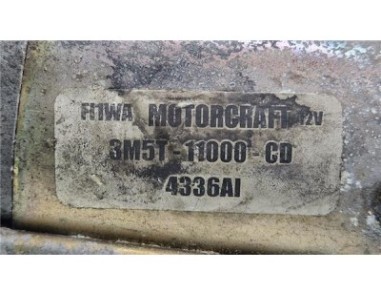 FI1WA MOTORCRAFT 12V
3M5T-11000-CD
4336AI